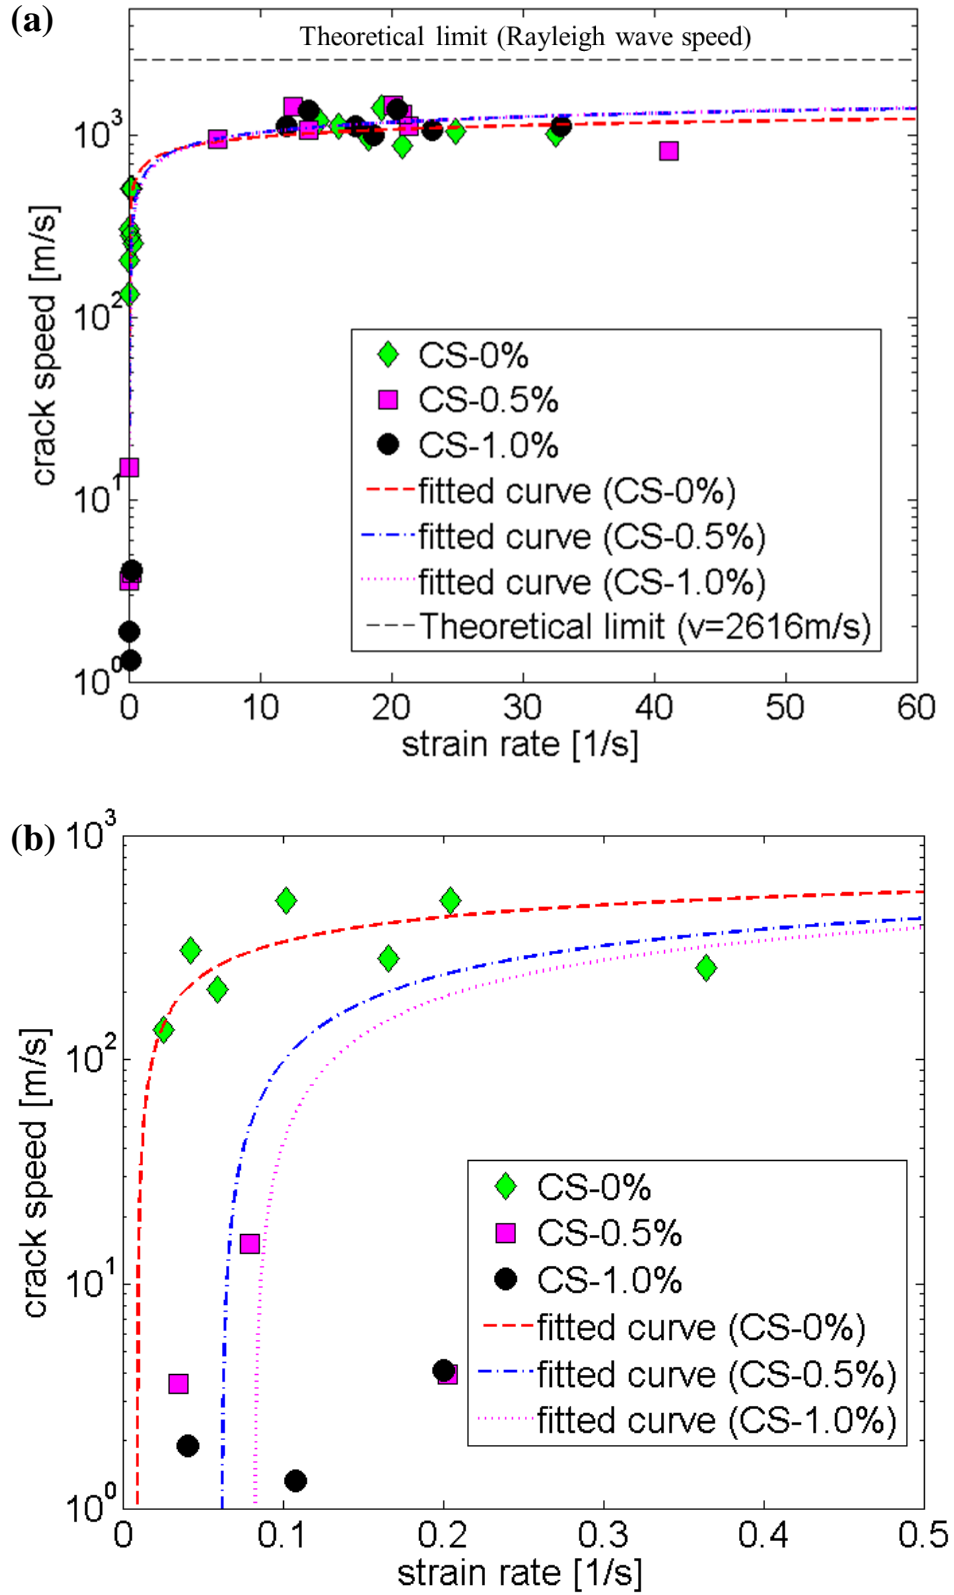 (a)
Theoretical limit (Rayleigh wave speed)
10^3
10^2
10^1
10^0
crack speed [m/s]
CS-0%
CS-0.5%
CS-1.0%
fitted curve (CS-0%)
fitted curve (CS-0.5%)
fitted curve (CS-1.0%)
Theoretical limit (v=2616m/s)
0 10 20 30 40 50 60
strain rate [1/s]
(b)
10^3
10^2
10^1
10^0
crack speed [m/s]
CS-0%
CS-0.5%
CS-1.0%
fitted curve (CS-0%)
fitted curve (CS-0.5%)
fitted curve (CS-1.0%)
0 0.1 0.2 0.3 0.4 0.5
strain rate [1/s]